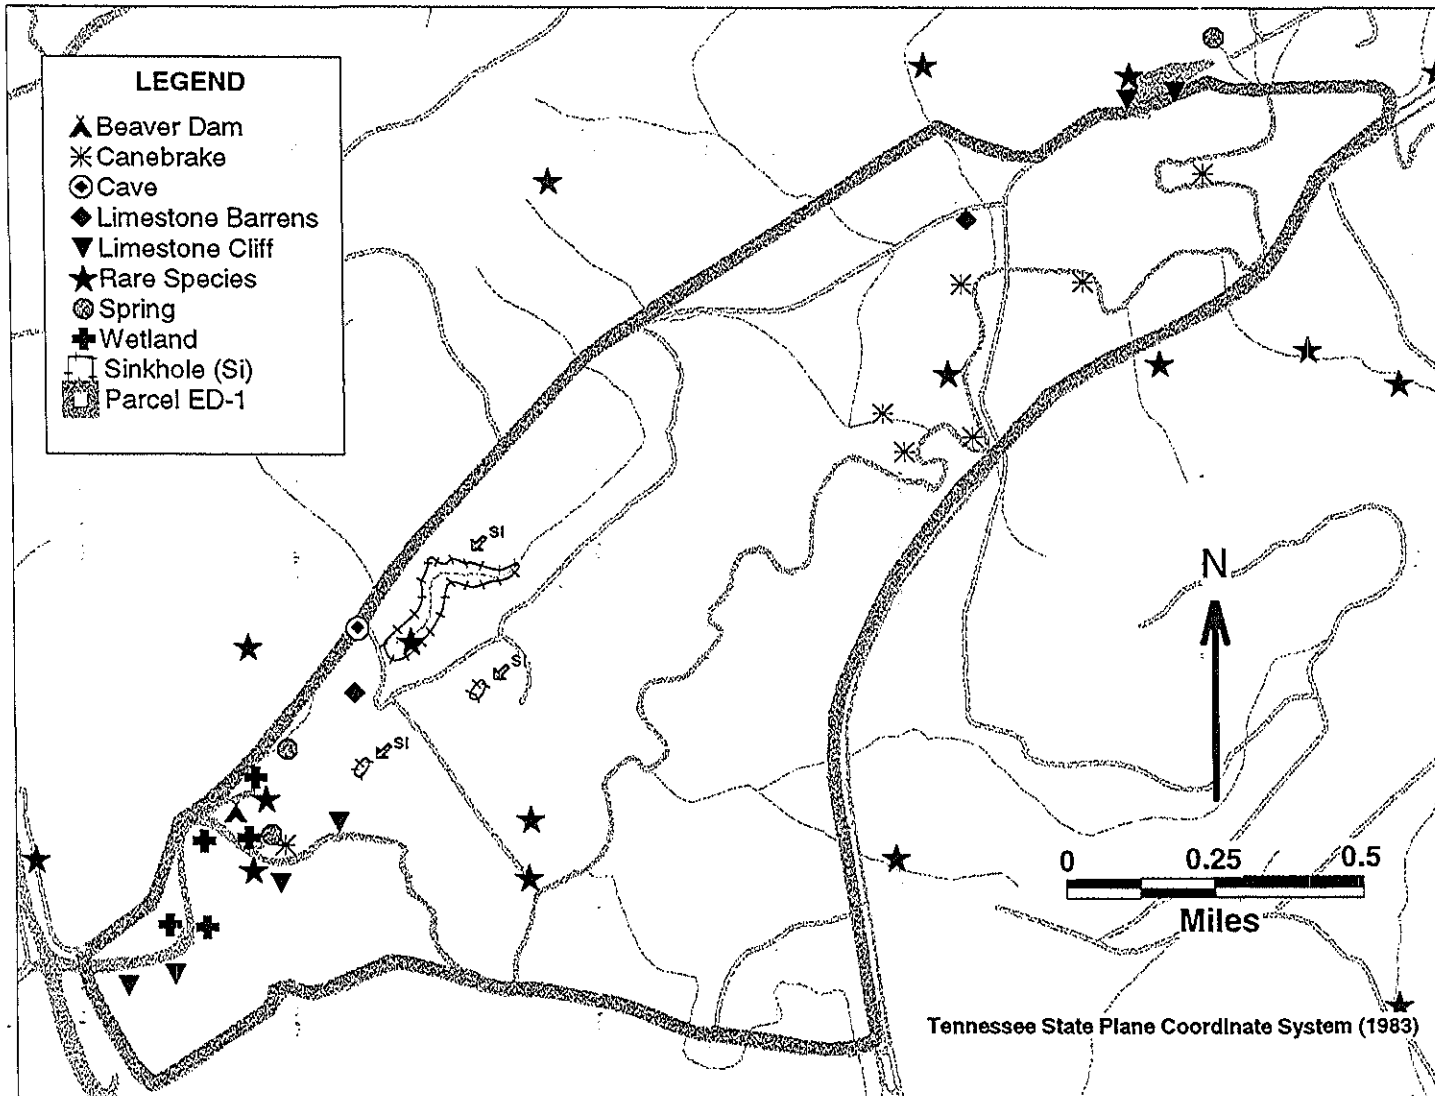 LEGEND
Beaver Dam
Canebrake
Cave
Limestone Barrens
Limestone Cliff
Rare Species
Spring
Wetland
Sinkhole (Si)
Parcel ED-1
SI
SI
SI
N
0 0.25 0.5
Miles
Tennessee State Plane Coordinate System (1983)